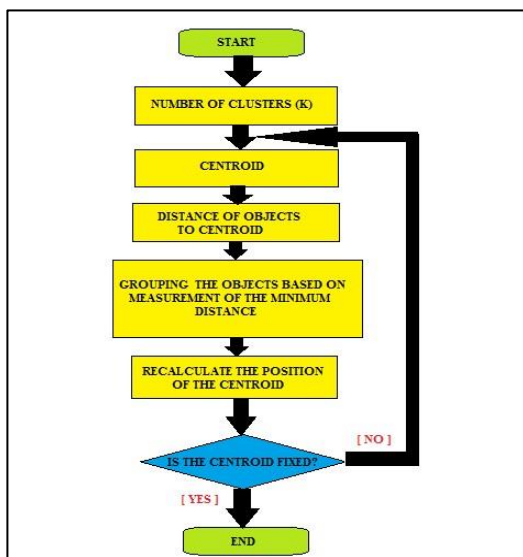 START
NUMBER OF CLUSTERS (K)
CENTROID
DISTANCE OF OBJECTS
TO CENTROID
GROUPING THE OBJECTS BASED ON
MEASUREMENT OF THE MINIMUM
DISTANCE
RECALCULATE THE POSITION
OF THE CENTROID
[ NO ]
IS THE CENTROID FIXED?
[ YES ]
END